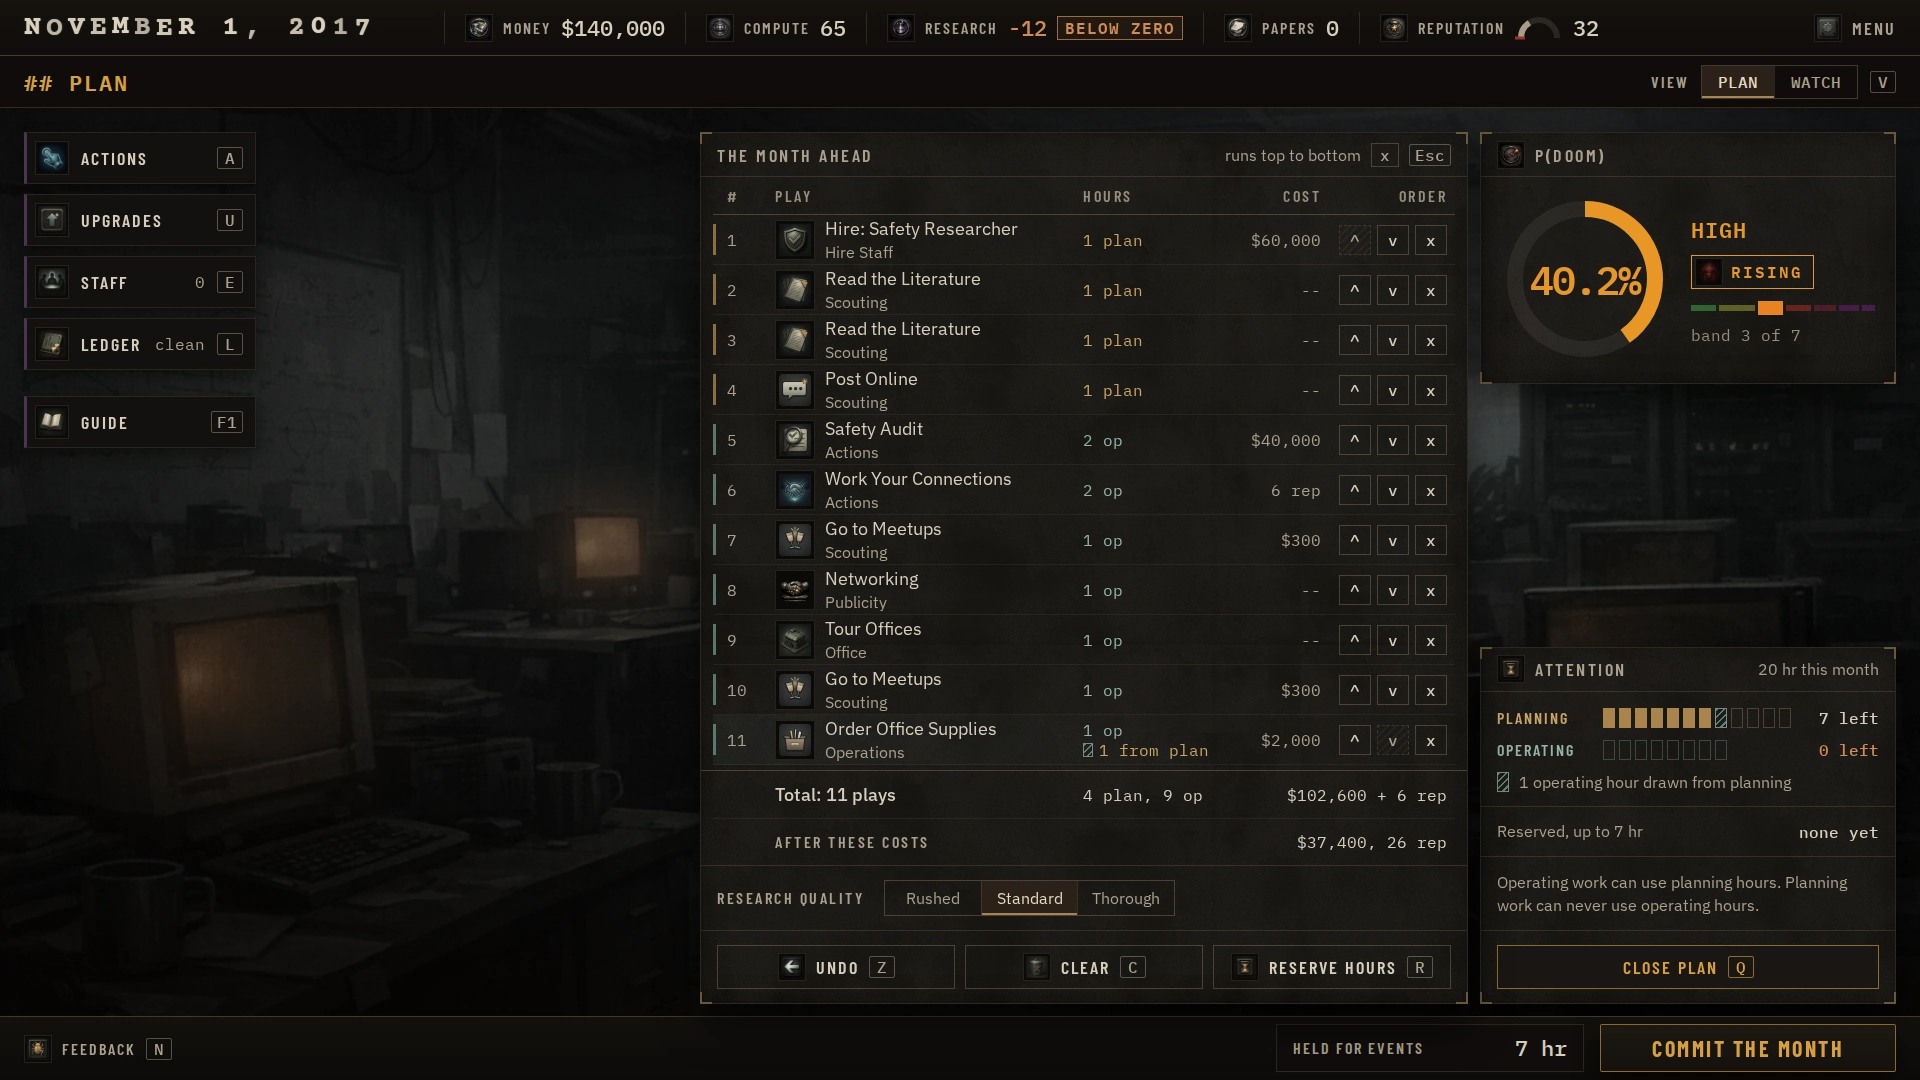 NOVEMBER 1, 2017
MONEY $140,000
COMPUTE 65
RESEARCH -12 BELOW ZERO
PAPERS 0
REPUTATION 32
MENU
## PLAN
VIEW PLAN WATCH V
ACTIONS A
UPGRADES U
STAFF 0 E
LEDGER clean L
GUIDE F1
THE MONTH AHEAD runs top to bottom x Esc
# PLAY HOURS COST ORDER
1 Hire: Safety Researcher 1 plan $60,000 ^ v x
Hire Staff
2 Read the Literature 1 plan -- ^ v x
Scouting
3 Read the Literature 1 plan -- ^ v x
Scouting
4 Post Online 1 plan -- ^ v x
Scouting
5 Safety Audit 2 op $40,000 ^ v x
Actions
6 Work Your Connections 2 op 6 rep ^ v x
Actions
7 Go to Meetups 1 op $300 ^ v x
Scouting
8 Networking 1 op -- ^ v x
Publicity
9 Tour Offices 1 op -- ^ v x
Office
10 Go to Meetups 1 op $300 ^ v x
Scouting
11 Order Office Supplies 1 op $2,000 ^ v x
Operations 1 from plan
Total: 11 plays 4 plan, 9 op $102,600 + 6 rep
AFTER THESE COSTS $37,400, 26 rep
RESEARCH QUALITY Rushed Standard Thorough
UNDO Z CLEAR C RESERVE HOURS R
P(DOOM)
40.2%
HIGH
RISING
band 3 of 7
ATTENTION 20 hr this month
PLANNING 7 left
OPERATING 0 left
1 operating hour drawn from planning
Reserved, up to 7 hr none yet
Operating work can use planning hours. Planning
work can never use operating hours.
CLOSE PLAN Q
FEEDBACK N
HELD FOR EVENTS 7 hr
COMMIT THE MONTH